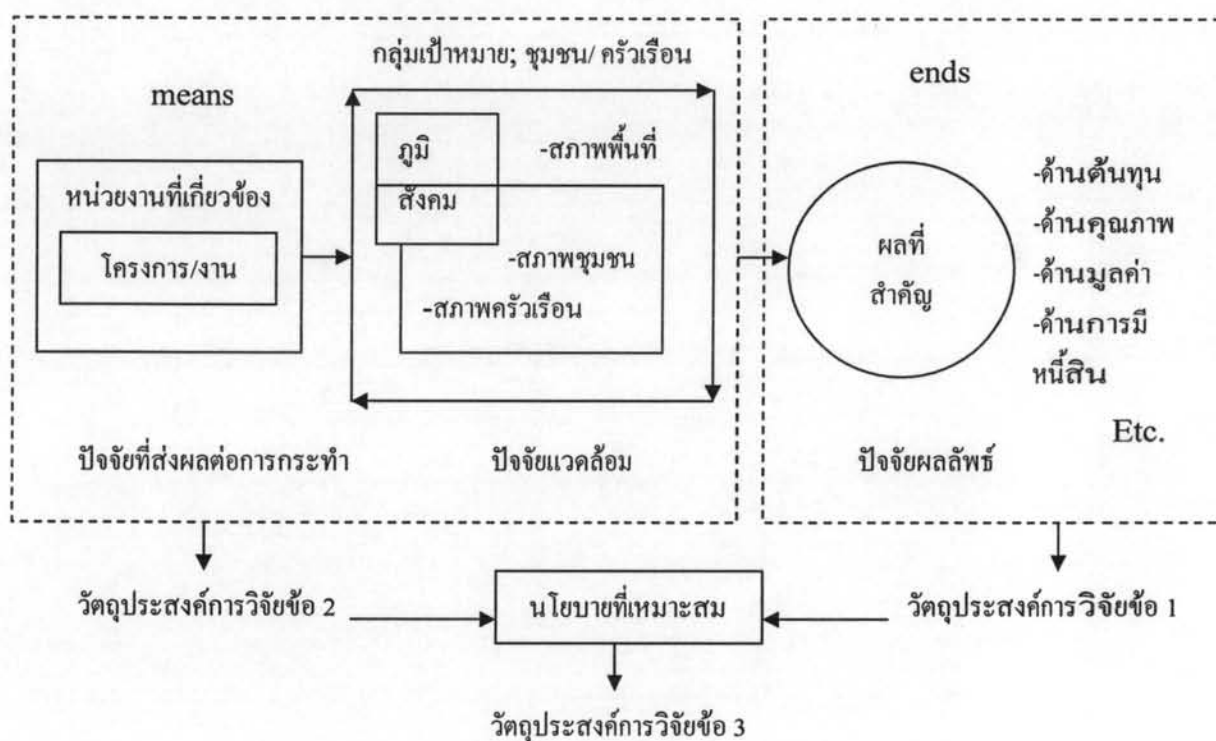 กลุ่มเป้าหมาย; ชุมชน/ ครัวเรือน
means
ends
ภูมิ
สังคม
-สภาพพื้นที่
-สภาพชุมชน
-สภาพครัวเรือน
หน่วยงานที่เกี่ยวข้อง
โครงการ/งาน
ผลที่
สำคัญ
-ด้านต้นทุน
-ด้านคุณภาพ
-ด้านมูลค่า
-ด้านการมี
หนี้สิน
Etc.
ปัจจัยที่ส่งผลต่อการกระทำ
ปัจจัยแวดล้อม
ปัจจัยผลลัพธ์
วัตถุประสงค์การวิจัยข้อ 2
นโยบายที่เหมาะสม
วัตถุประสงค์การวิจัยข้อ 1
วัตถุประสงค์การวิจัยข้อ 3